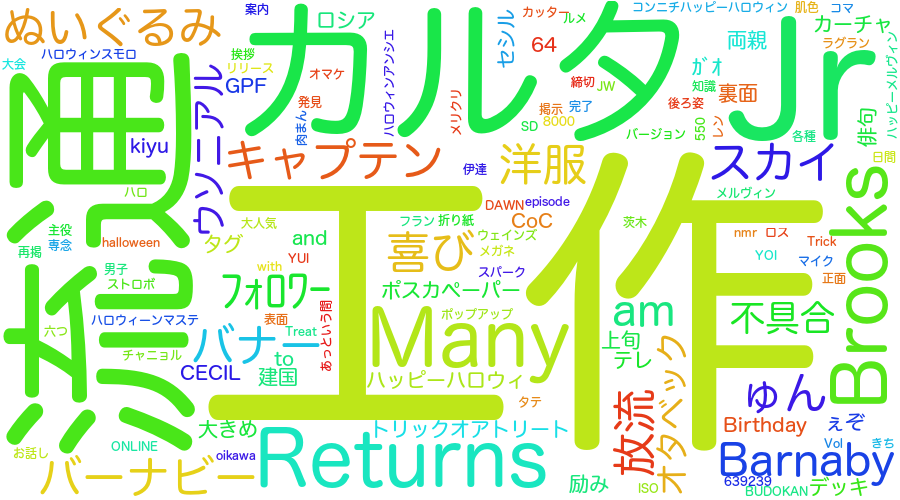 案内
ぬいぐるみ
カルタ
ロシア
セシル
カッター
コンニチハッピーハロウィン
肌色
コマ
ルメ
カーチャ
ハロウィンスモロ
挨拶
大会
リリース
オマケ
GPF
64
両親
ラグラン
ハッピーメルヴィン
ハロウィンアンシエ
ｶﾞｵ
締切
JW
知識
裏面
発見
メリクリ
掲示
完了
後ろ姿
8000
SD
550
レン
Jr
俳句
流通
kiyu
肉まん
バージョン
各種
ウソニアル
キャプテン
洋服
スカイ
日間
伊達
ハロ
工作
メルヴィン
DAWN
episode
大人気
フラン
折り紙
CoC
茨木
主役
再掲
専念
halloween
タグ
and
喜び
ウェインズ
メガネ
nmr
ロス
Trick
YUI
with
YOI
スパーク
マイク
Brooks
男子
ストロボ
フォロワー
ポスカペーパー
正面
am
不具合
ハロウィーンマステ
表面
あっという間
ポップアップ
六つ
バナー
Treat
Many
上旬
チャニョル
to
テレ
CECIL
建国
ハッピーハロウィ
オタベック
ゅん
放流
タテ
大きめ
トリックオアトリート
Birthday
ぇぞ
お話し
ONLINE
oikawa
Returns
Vol
きち
バーナビー
Barnaby
励み
ISO
639239
BUDOKAN
デッキ